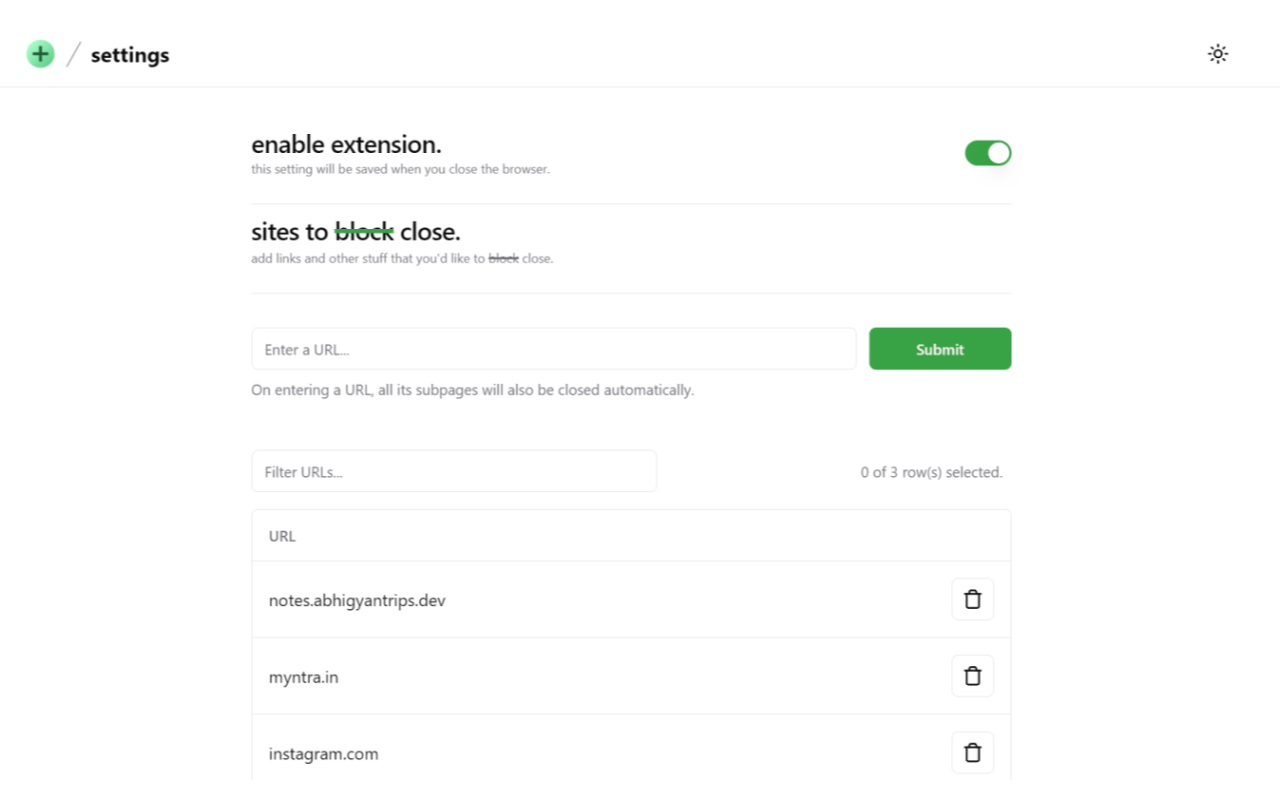 settings
enable extension.
this setting will be saved when you close the browser.
sites to block close.
add links and other stuff that you'd like to block close.
Enter a URL...
Submit
On entering a URL, all its subpages will also be closed automatically.
Filter URLs...
0 of 3 row(s) selected.
URL
notes.abhigyantrips.dev
myntra.in
instagram.com